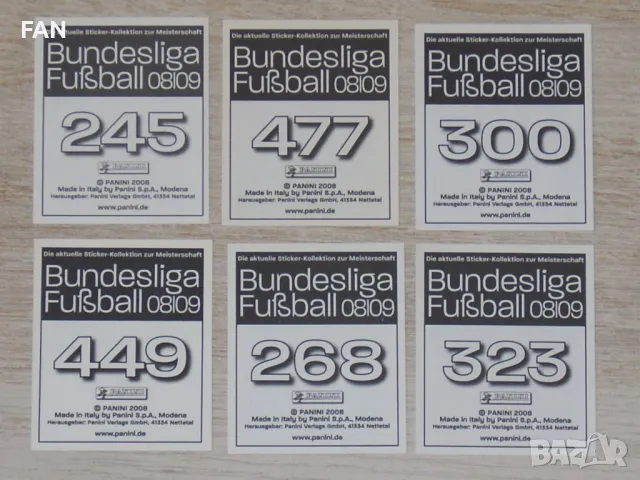 FAN
Die aktuelle Sticker-Kollektion zur Meisterschaft
Bundesliga
Fußball 08|09
245
PANINI
© PANINI 2008
Made in Italy by Panini S.p.A., Modena
Herausgeber: Panini Verlags GmbH, 41334 Nettetal
www.panini.de
Die aktuelle Sticker-Kollektion zur Meisterschaft
Bundesliga
Fußball 08|09
477
PANINI
© PANINI 2008
Made in Italy by Panini S.p.A., Modena
Herausgeber: Panini Verlags GmbH, 41334 Nettetal
www.panini.de
Die aktuelle Sticker-Kollektion zur Meisterschaft
Bundesliga
Fußball 08|09
300
PANINI
© PANINI 2008
Made in Italy by Panini S.p.A., Modena
Herausgeber: Panini Verlags GmbH, 41334 Nettetal
www.panini.de
Die aktuelle Sticker-Kollektion zur Meisterschaft
Bundesliga
Fußball 08|09
449
PANINI
© PANINI 2008
Made in Italy by Panini S.p.A., Modena
Herausgeber: Panini Verlags GmbH, 41334 Nettetal
www.panini.de
Die aktuelle Sticker-Kollektion zur Meisterschaft
Bundesliga
Fußball 08|09
268
PANINI
© PANINI 2008
Made in Italy by Panini S.p.A., Modena
Herausgeber: Panini Verlags GmbH, 41334 Nettetal
www.panini.de
Die aktuelle Sticker-Kollektion zur Meisterschaft
Bundesliga
Fußball 08|09
323
PANINI
© PANINI 2008
Made in Italy by Panini S.p.A., Modena
Herausgeber: Panini Verlags GmbH, 41334 Nettetal
www.panini.de
BAZAR